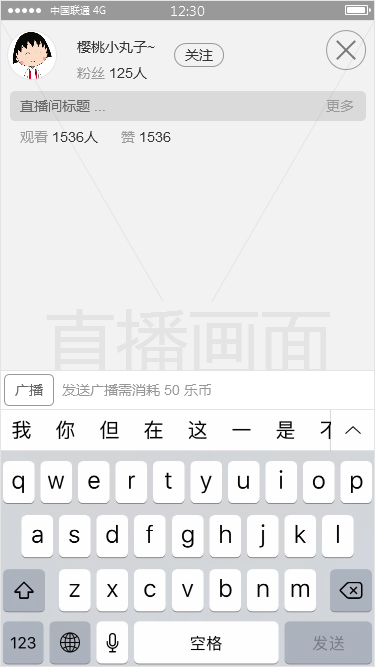 中国联通 4G 12:30
樱桃小丸子~
关注
粉丝 125人
直播间标题 ... 更多
观看 1536人 赞 1536
直播画面
广播 发送广播需消耗 50 乐币
我 你 但 在 这 一 是 不
q w e r t y u i o p
a s d f g h j k l
z x c v b n m
123 空格 发送